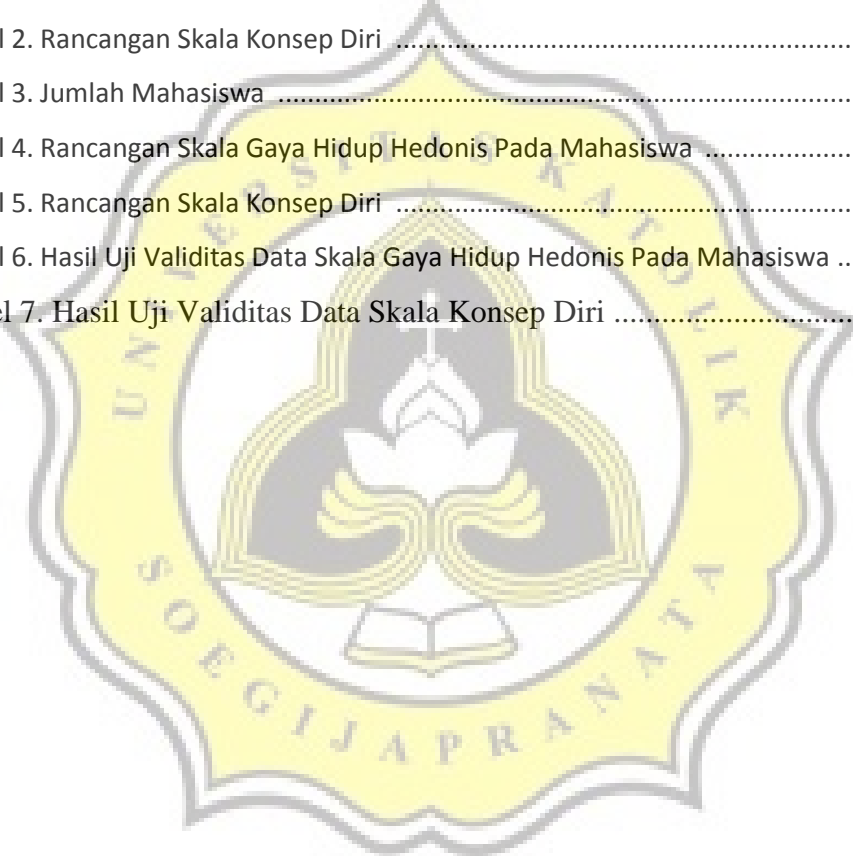 l 2. Rancangan Skala Konsep Diri ........................................................................
l 3. Jumlah Mahasiswa ........................................................................................
l 4. Rancangan Skala Gaya Hidup Hedonis Pada Mahasiswa ......................
l 5. Rancangan Skala Konsep Diri ........................................................................
l 6. Hasil Uji Validitas Data Skala Gaya Hidup Hedonis Pada Mahasiswa ..
el 7. Hasil Uji Validitas Data Skala Konsep Diri ..............................
UNIVERSITAS KATOLIK
SOEGIJAPRANATA